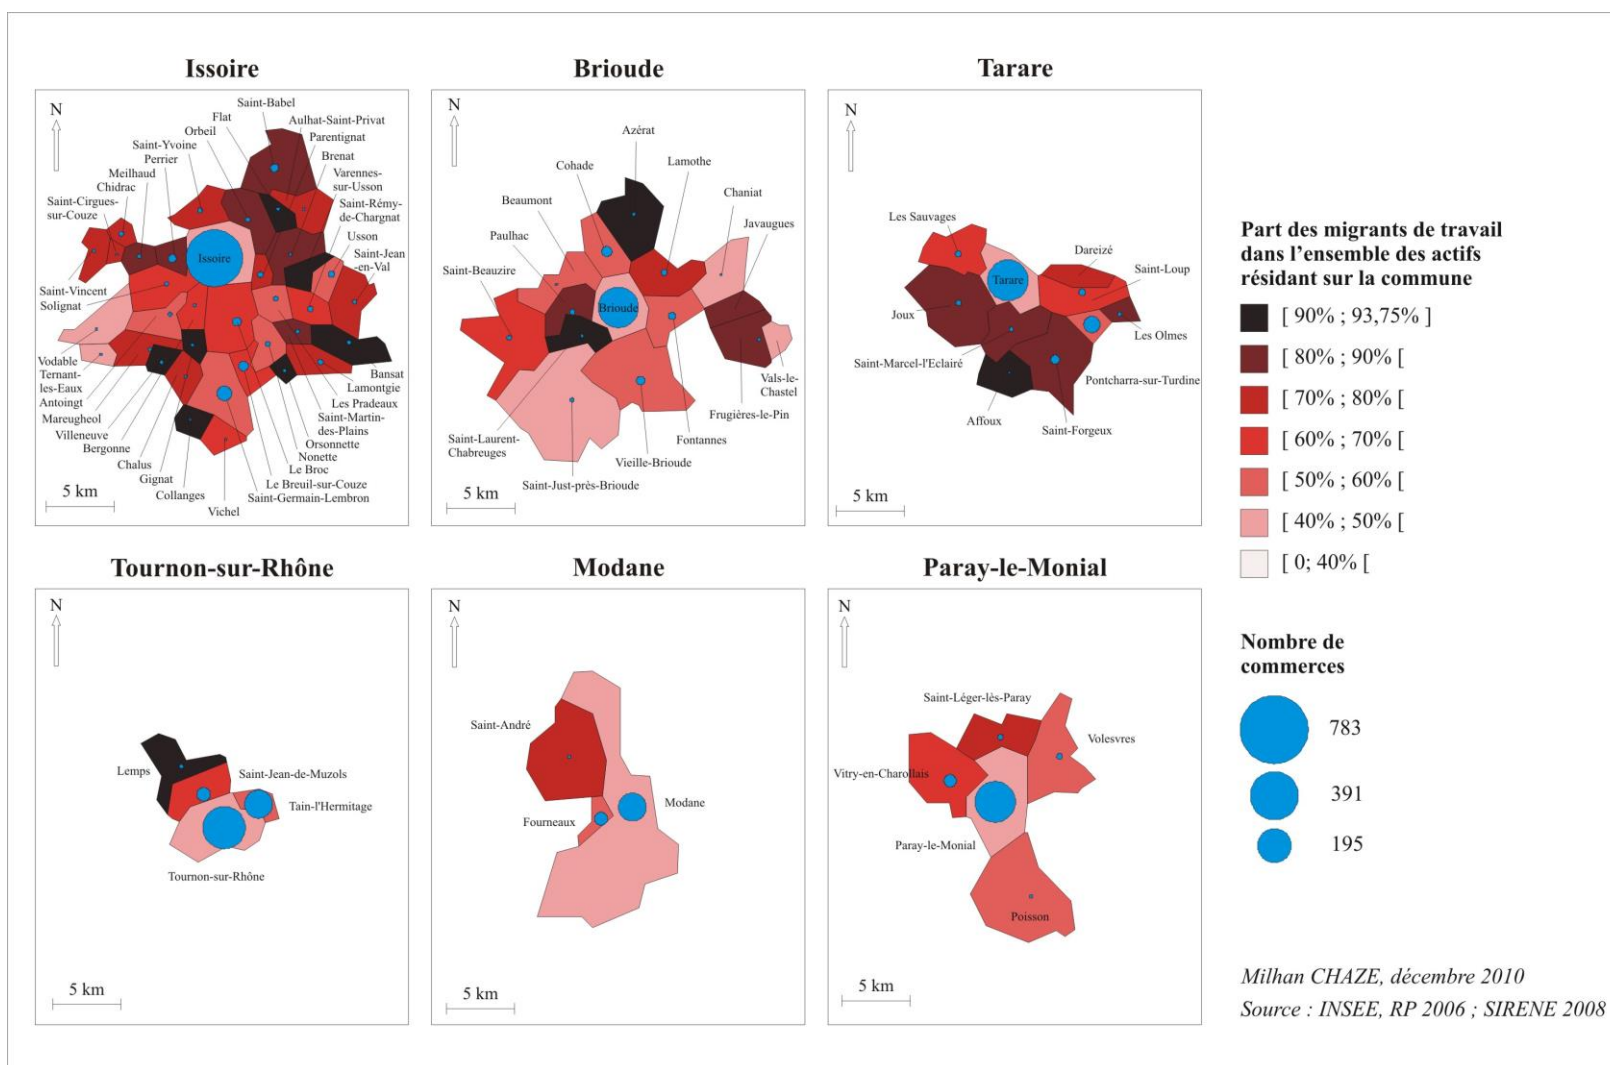 Issoire
N
Saint-Babel
Flat
Aulhat-Saint-Privat
Orbeil
Parentignat
Saint-Yvoine
Brenat
Perrier
Varennes-
sur-Usson
Meilhaud
Chidrac
Saint-Rémy-
de-Chargnat
Saint-Cirgues-
sur-Couze
Usson
Saint-Jean
-en-Val
Issoire
Saint-Vincent
Solignat
Vodable
Ternant-
les-Eaux
Antoingt
Mareugheol
Villeneuve
Bergonne
Chalus
Gignat
Collanges
Vichel
Bansat
Lamontgie
Les Pradeaux
Saint-Martin-
des-Plains
Orsonnette
Nonette
Le Broc
Le Breuil-sur-Couze
Saint-Germain-Lembron
5 km
Brioude
N
Azérat
Cohade
Lamothe
Beaumont
Chaniat
Paulhac
Javaugues
Saint-Beauzire
Brioude
Vals-le-
Chastel
Frugières-le-Pin
Saint-Laurent-
Chabreuges
Fontannes
Vieille-Brioude
Saint-Just-près-Brioude
5 km
Tarare
N
Les Sauvages
Dareizé
Saint-Loup
Tarare
Joux
Les Olmes
Saint-Marcel-l'Eclairé
Pontcharra-sur-Turdine
Affoux
Saint-Forgeux
5 km
Tournon-sur-Rhône
N
Lemps
Saint-Jean-de-Muzols
Tain-l'Hermitage
Tournon-sur-Rhône
5 km
Modane
N
Saint-André
Modane
Fourneaux
5 km
Paray-le-Monial
N
Saint-Léger-lès-Paray
Volesvres
Vitry-en-Charollais
Paray-le-Monial
Poisson
5 km
Part des migrants de travail
dans l'ensemble des actifs
résidant sur la commune
[ 90% ; 93,75% ]
[ 80% ; 90% [
[ 70% ; 80% [
[ 60% ; 70% [
[ 50% ; 60% [
[ 40% ; 50% [
[ 0; 40% [
Nombre de
commerces
783
391
195
Milhan CHAZE, décembre 2010
Source : INSEE, RP 2006 ; SIRENE 2008